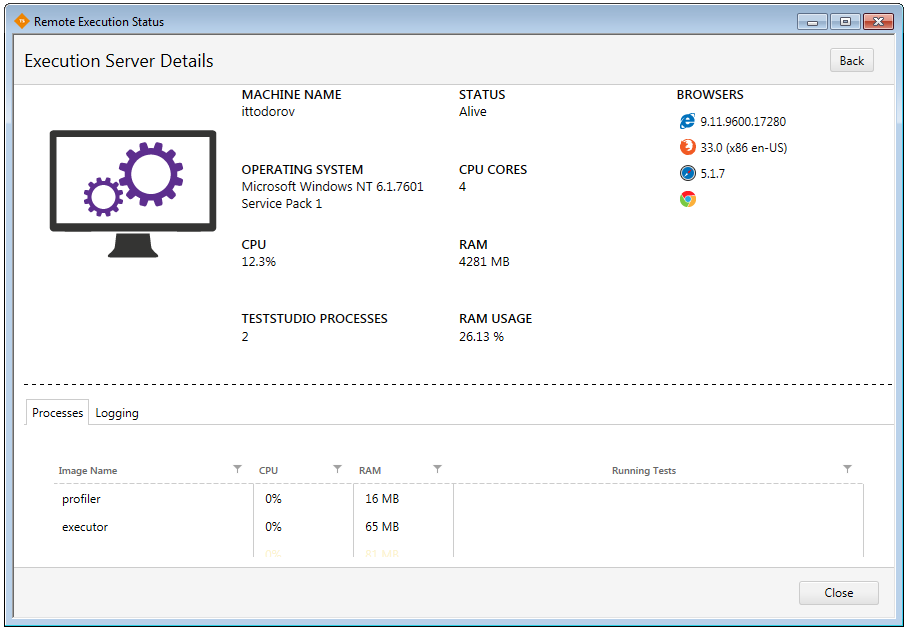 Remote Execution Status
Execution Server Details
Back
MACHINE NAME
ittodorov
STATUS
Alive
BROWSERS
9.11.9600.17280
33.0 (x86 en-US)
5.1.7
OPERATING SYSTEM
Microsoft Windows NT 6.1.7601
Service Pack 1
CPU CORES
4
CPU
12.3%
RAM
4281 MB
TESTSTUDIO PROCESSES
2
RAM USAGE
26.13 %
Processes Logging
Image Name CPU RAM Running Tests
profiler 0% 16 MB
executor 0% 65 MB
0% 81 MB
Close